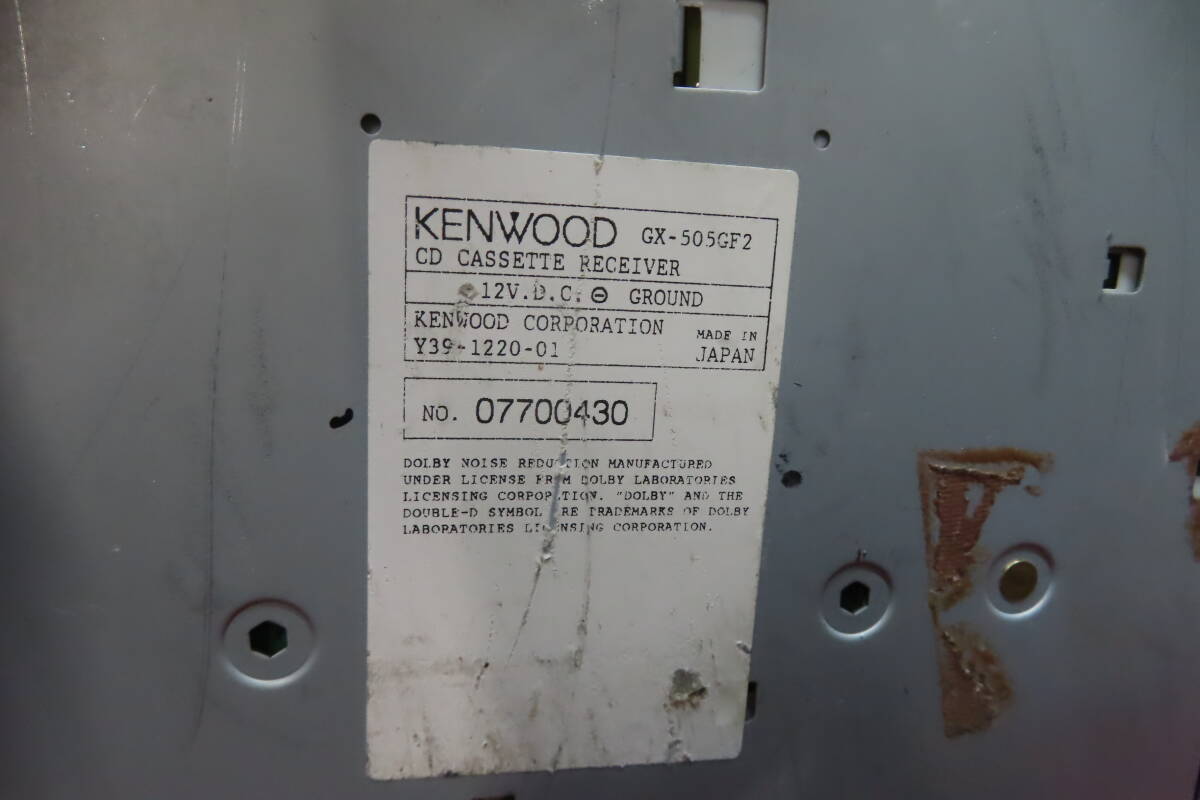 KENWOOD GX-505GF2
CD CASSETTE RECEIVER
12V.D.C. ⊖ GROUND
KENWOOD CORPORATION
Y39-1220-01
MADE IN
JAPAN
NO. 07700430
DOLBY NOISE REDUCTION MANUFACTURED
UNDER LICENSE FROM DOLBY LABORATORIES
LICENSING CORPORATION. "DOLBY" AND THE
DOUBLE-D SYMBOL ARE TRADEMARKS OF DOLBY
LABORATORIES LICENSING CORPORATION.